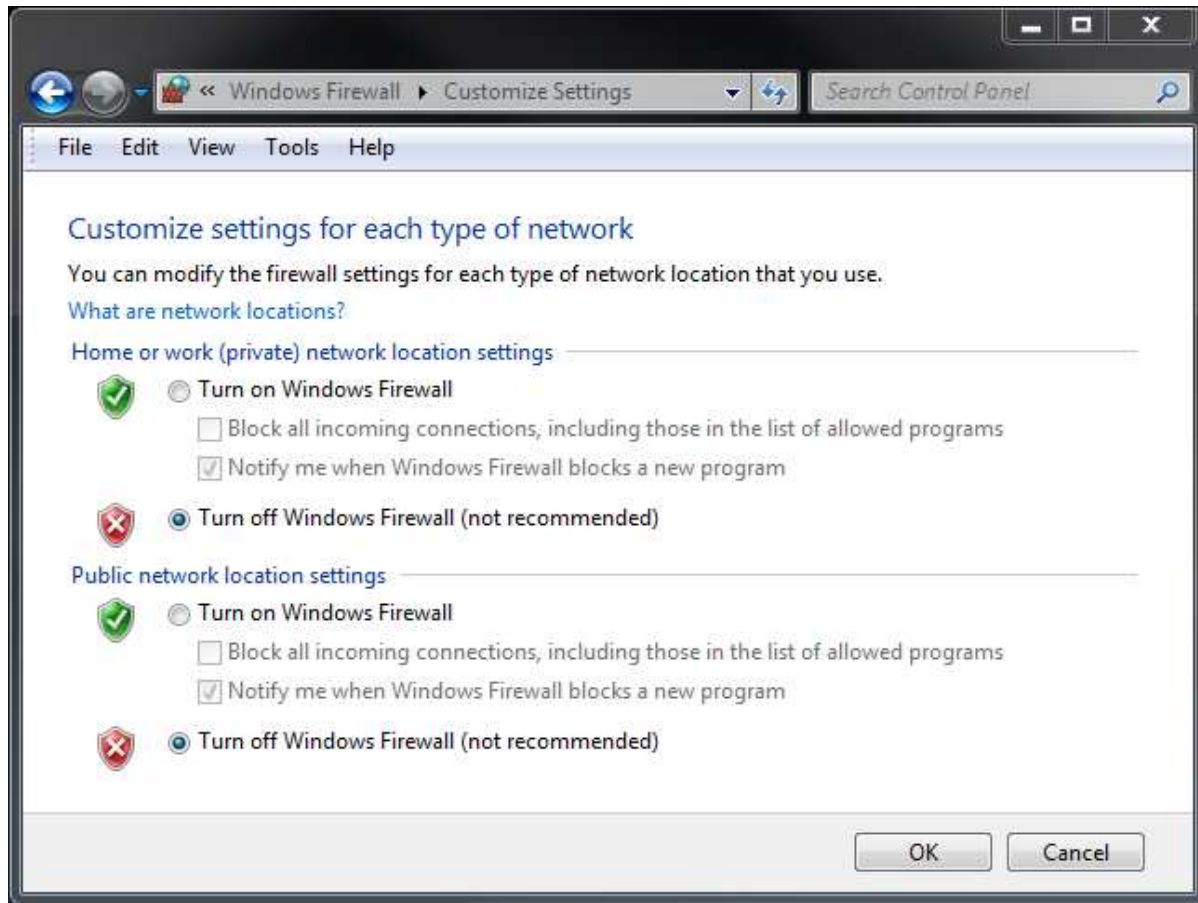 « Windows Firewall ▸ Customize Settings
Search Control Panel
File Edit View Tools Help
Customize settings for each type of network
You can modify the firewall settings for each type of network location that you use.
What are network locations?
Home or work (private) network location settings
Turn on Windows Firewall
Block all incoming connections, including those in the list of allowed programs
Notify me when Windows Firewall blocks a new program
Turn off Windows Firewall (not recommended)
Public network location settings
Turn on Windows Firewall
Block all incoming connections, including those in the list of allowed programs
Notify me when Windows Firewall blocks a new program
Turn off Windows Firewall (not recommended)
OK Cancel